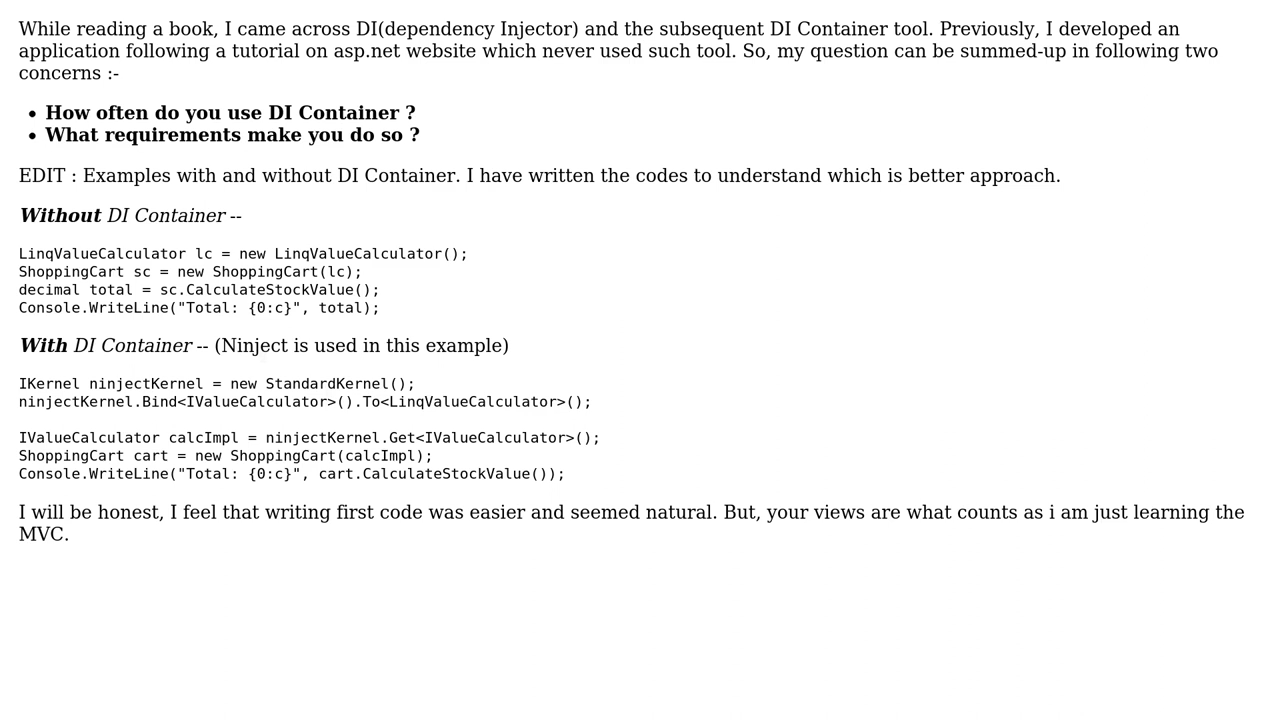 While reading a book, I came across DI(dependency Injector) and the subsequent DI Container tool. Previously, I developed an
application following a tutorial on asp.net website which never used such tool. So, my question can be summed-up in following two
concerns :-
• How often do you use DI Container ?
• What requirements make you do so ?
EDIT : Examples with and without DI Container. I have written the codes to understand which is better approach.
Without DI Container --
LinqValueCalculator lc = new LinqValueCalculator();
ShoppingCart sc = new ShoppingCart(lc);
decimal total = sc.CalculateStockValue();
Console.WriteLine("Total: {0:c}", total);
With DI Container -- (Ninject is used in this example)
IKernel ninjectKernel = new StandardKernel();
ninjectKernel.Bind<IValueCalculator>().To<LinqValueCalculator>();
IValueCalculator calcImpl = ninjectKernel.Get<IValueCalculator>();
ShoppingCart cart = new ShoppingCart(calcImpl);
Console.WriteLine("Total: {0:c}", cart.CalculateStockValue());
I will be honest, I feel that writing first code was easier and seemed natural. But, your views are what counts as i am just learning the
MVC.